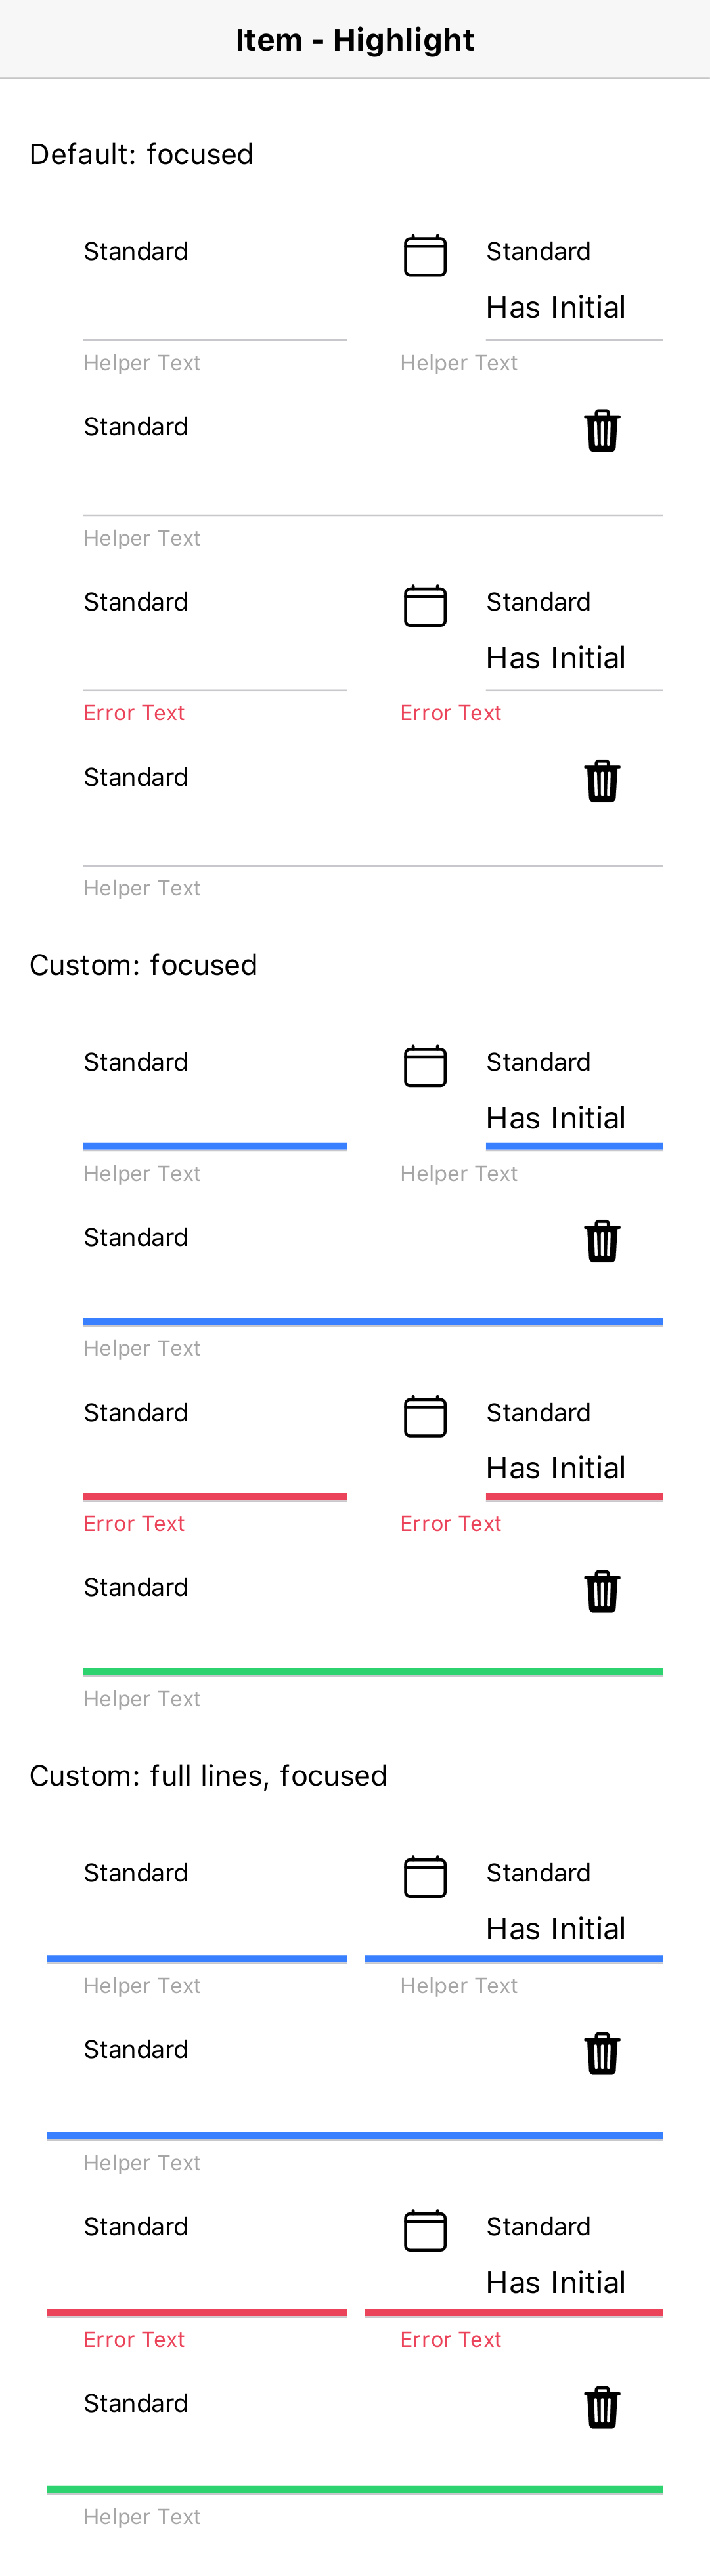 Item - Highlight
Default: focused
Standard
Standard
Has Initial
Helper Text
Helper Text
Standard
Helper Text
Standard
Standard
Has Initial
Error Text
Error Text
Standard
Helper Text
Custom: focused
Standard
Standard
Has Initial
Helper Text
Helper Text
Standard
Helper Text
Standard
Standard
Has Initial
Error Text
Error Text
Standard
Helper Text
Custom: full lines, focused
Standard
Standard
Has Initial
Helper Text
Helper Text
Standard
Helper Text
Standard
Standard
Has Initial
Error Text
Error Text
Standard
Helper Text